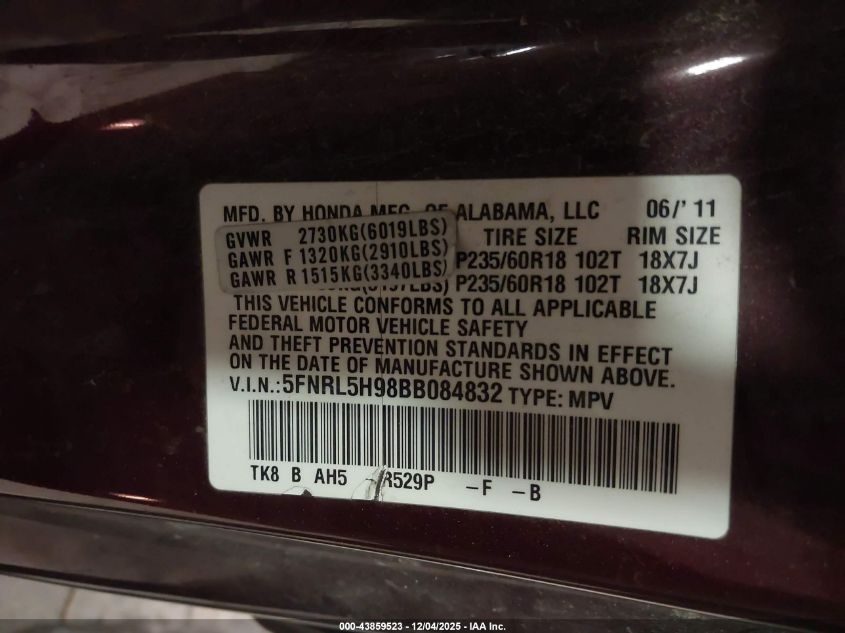 MFD. BY HONDA MFG. OF ALABAMA, LLC 06/' 11
GVWR 2730KG(6019LBS) TIRE SIZE RIM SIZE
GAWR F 1320KG(2910LBS) P235/60R18 102T 18X7J
GAWR R 1515KG(3340LBS) P235/60R18 102T 18X7J
THIS VEHICLE CONFORMS TO ALL APPLICABLE
FEDERAL MOTOR VEHICLE SAFETY
AND THEFT PREVENTION STANDARDS IN EFFECT
ON THE DATE OF MANUFACTURE SHOWN ABOVE.
V.I.N.:5FNRL5H98BB084832 TYPE: MPV
TK8 B AH5 R529P -F -B
000-43859523 - 12/04/2025 - IAA Inc.